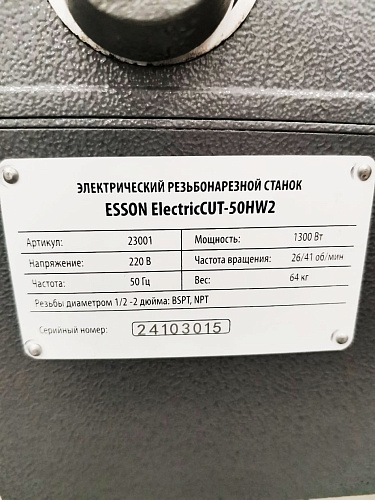 ЭЛЕКТРИЧЕСКИЙ РЕЗЬБОНАРЕЗНОЙ СТАНОК
ESSON ElectricCUT-50HW2
Артикул: 23001 Мощность: 1300 Вт
Напряжение: 220 В Частота вращения: 26/41 об/мин
Частота: 50 Гц Вес: 64 кг
Резьбы диаметром 1/2 -2 дюйма: BSPT, NPT
Серийный номер: 24103015